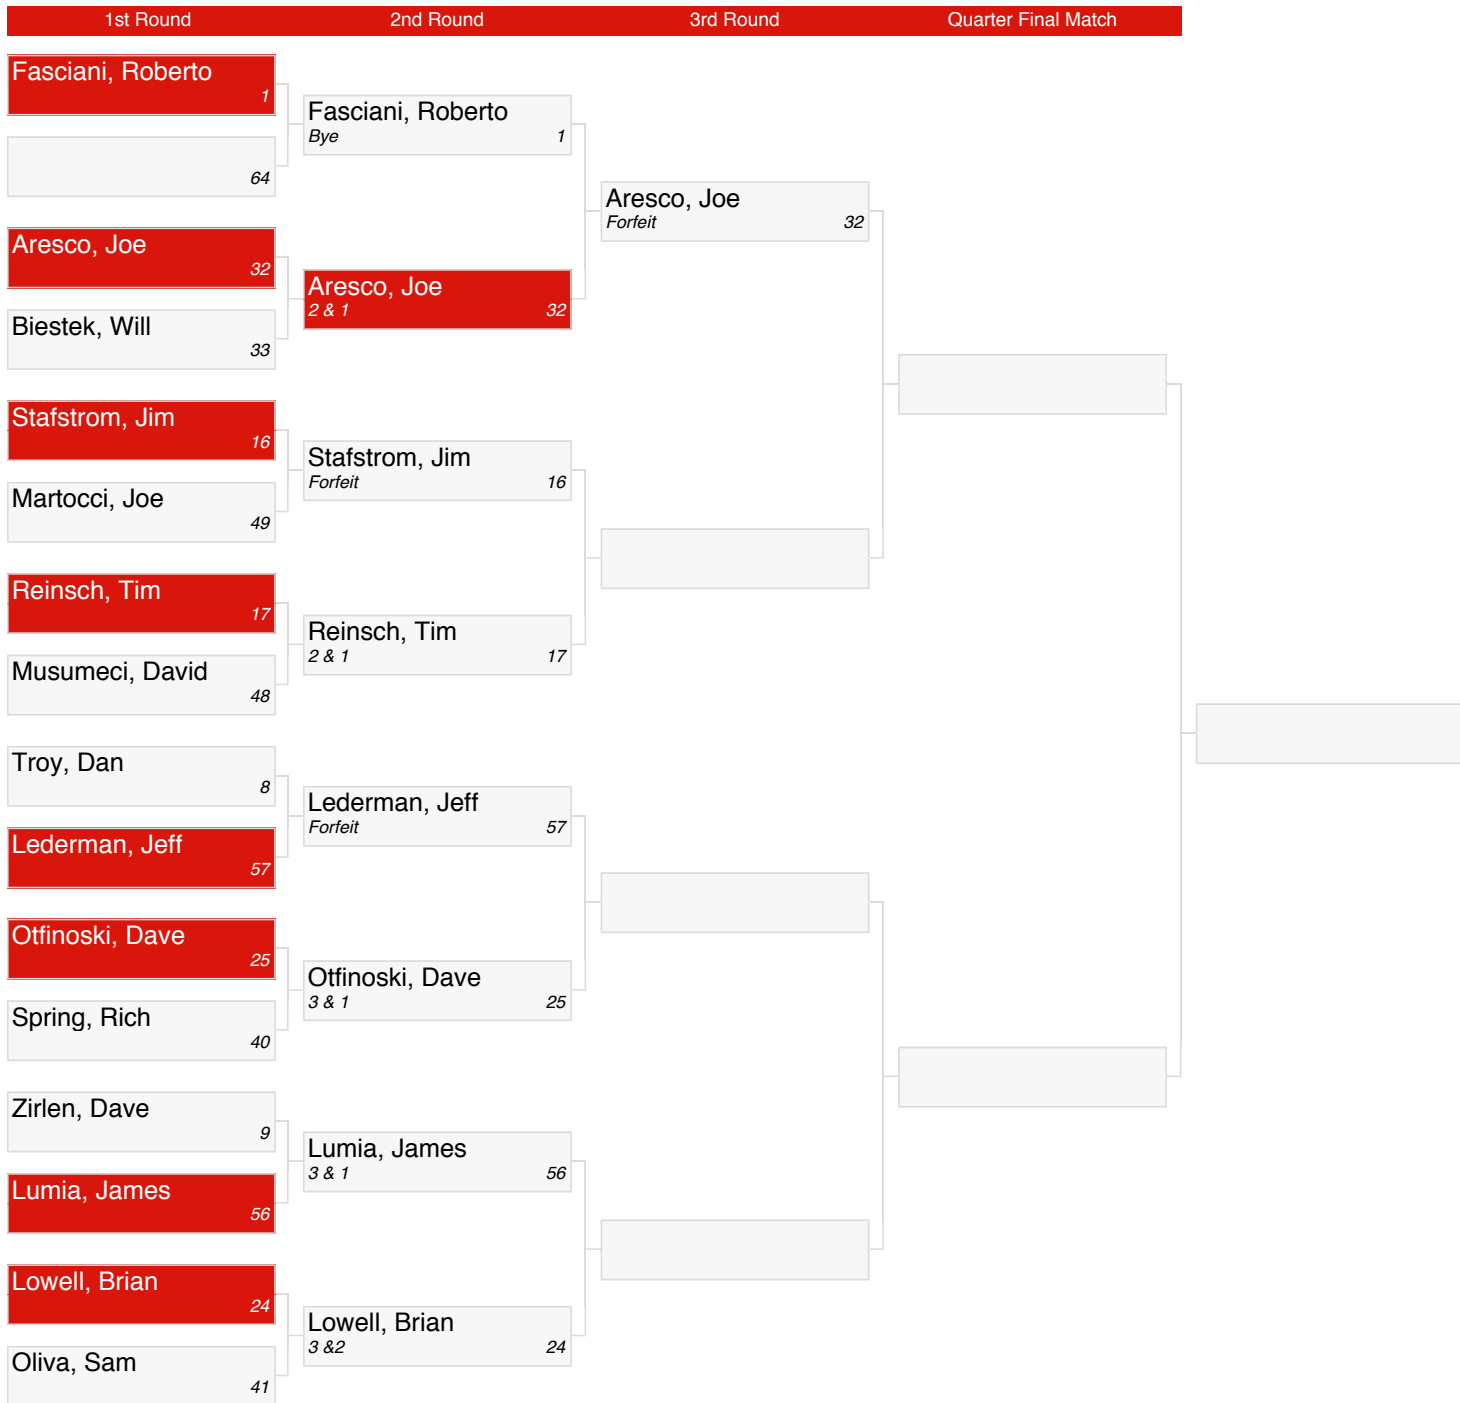 1st Round
2nd Round
3rd Round
Quarter Final Match
Fasciani, Roberto
1
64
Aresco, Joe
32
Biestek, Will
33
Stafstrom, Jim
16
Martocci, Joe
49
Reinsch, Tim
17
Musumeci, David
48
Troy, Dan
8
Lederman, Jeff
57
Otfinoski, Dave
25
Spring, Rich
40
Zirlen, Dave
9
Lumia, James
56
Lowell, Brian
24
Oliva, Sam
41
Fasciani, Roberto
Bye 1
Aresco, Joe
2 & 1 32
Stafstrom, Jim
Forfeit 16
Reinsch, Tim
2 & 1 17
Lederman, Jeff
Forfeit 57
Otfinoski, Dave
3 & 1 25
Lumia, James
3 & 1 56
Lowell, Brian
3 &2 24
Aresco, Joe
Forfeit 32